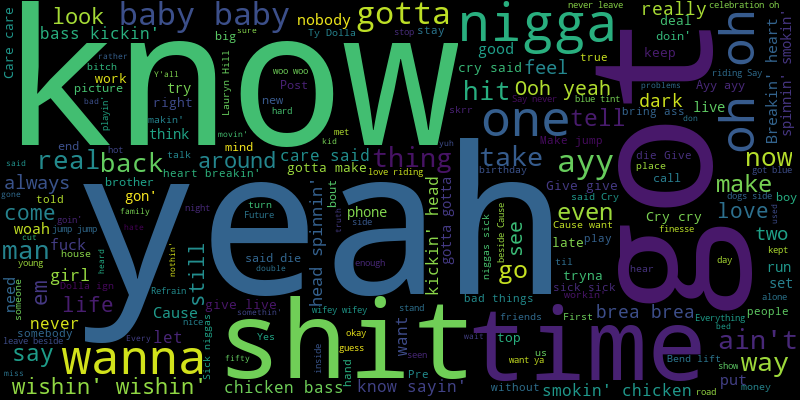 Care care
look
baby baby
nobody
gotta
nigga
never leave
really
celebration oh
bass kickin'
big
sure
Ty Dolla
stop
stay
good
deal
doin'
oh oh
Breakin' heart
spinnin' smokin'
know
rather
bitch
Y'all
work
picture
try
bad
playin'
right
makin'
think
Lauryn Hill
woo woo
Post
new
hard
movin'
cry said
feel
true
keep
riding Say
problems
Ayy ayy
hit
Ooh yeah
blue tint
dark
live
Say never
skrr
one
tell
bring ass
don
Make jump
got
end
hot
mind
met
kid
yuh
said
real
back
talk
around
care said
thing
take
ayy
die Give
place
call
now
heart breakin'
gotta make
love riding
birthday
always
gone
told
brother
gon'
family
night
turn
Future
head spinnin'
bout
truth
phone
side
kickin' head
gotta gotta
niggas sick
beside Cause
see
Give give
said Cry
got blue
make
dogs side
boy
used
come
goin'
woah
jump jump
cut
hate
yeah
even
Cause want
Cry cry
finesse
love
late
play
two
man
fuck
house
heard
nothin'
still
said die
double
enough
go
til
tryna
hear
day
kept
young
girl
run
need
someone
em
Dolla ign
Refrain
bad things
sick sick
workin'
set
alone
life
Cause
give live
somethin'
wifey wifey
stand
friends
First
brea brea
Everything
people
never
nice
shit
want
okay
wait
time
top
bed
ain't
somebody
leave beside
Every
let
Sick niggas
Yes
guess
seen
us
want ya
Bend lift
show
way
say
wanna
fifty
inside
hand
Pre
miss
wishin' wishin'
chicken bass
know sayin'
without
smokin' chicken
road
put
money